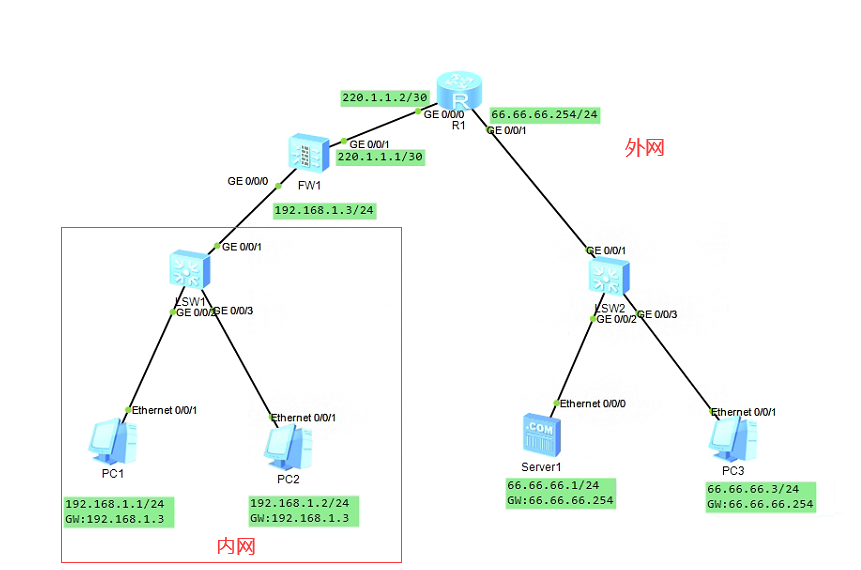 220.1.1.2/30
GE 0/0/0
R1
66.66.66.254/24
GE 0/0/1
外网
GE 0/0/1
220.1.1.1/30
FW1
GE 0/0/0
192.168.1.3/24
GE 0/0/1
LSW1
GE 0/0/2
GE 0/0/3
GE 0/0/1
LSW2
GE 0/0/2
GE 0/0/3
Ethernet 0/0/1
PC1
192.168.1.1/24
GW:192.168.1.3
Ethernet 0/0/1
PC2
192.168.1.2/24
GW:192.168.1.3
内网
Ethernet 0/0/0
.COM
Server1
66.66.66.1/24
GW:66.66.66.254
Ethernet 0/0/1
PC3
66.66.66.3/24
GW:66.66.66.254